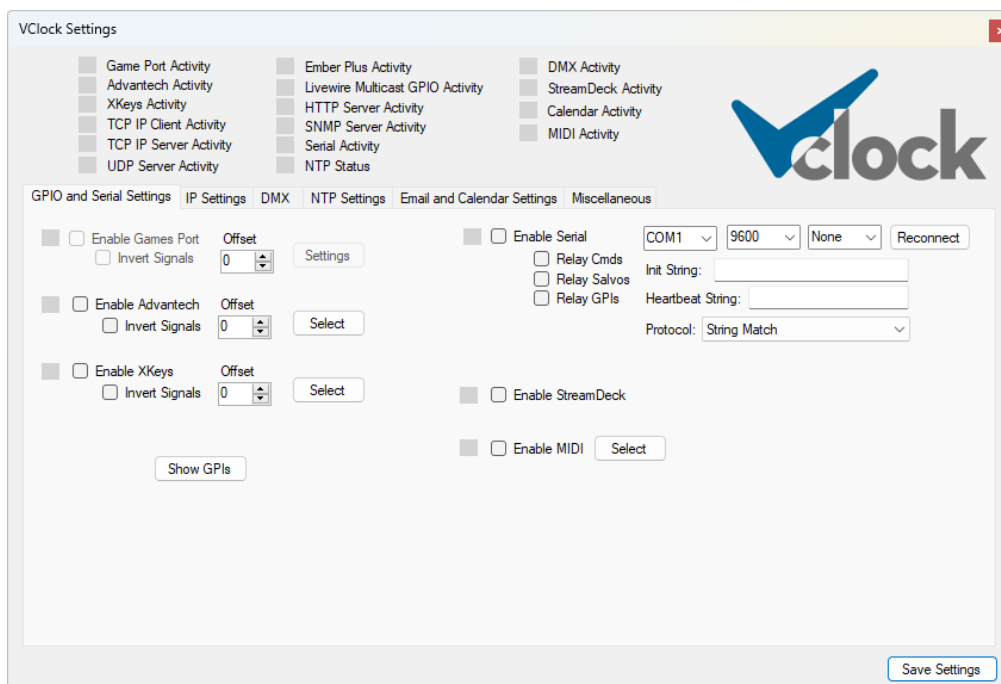 VClock Settings
Game Port Activity
Advantech Activity
XKeys Activity
TCP IP Client Activity
TCP IP Server Activity
UDP Server Activity
Ember Plus Activity
Livewire Multicast GPIO Activity
HTTP Server Activity
SNMP Server Activity
Serial Activity
NTP Status
DMX Activity
StreamDeck Activity
Calendar Activity
MIDI Activity
Vclock
GPIO and Serial Settings IP Settings DMX NTP Settings Email and Calendar Settings Miscellaneous
Enable Games Port Offset
Invert Signals 0 Settings
Enable Advantech Offset
Invert Signals 0 Select
Enable XKeys Offset
Invert Signals 0 Select
Show GPIs
Enable Serial COM1 9600 None Reconnect
Relay Cmds
Relay Salvos
Relay GPIs
Init String:
Heartbeat String:
Protocol: String Match
Enable StreamDeck
Enable MIDI Select
Save Settings